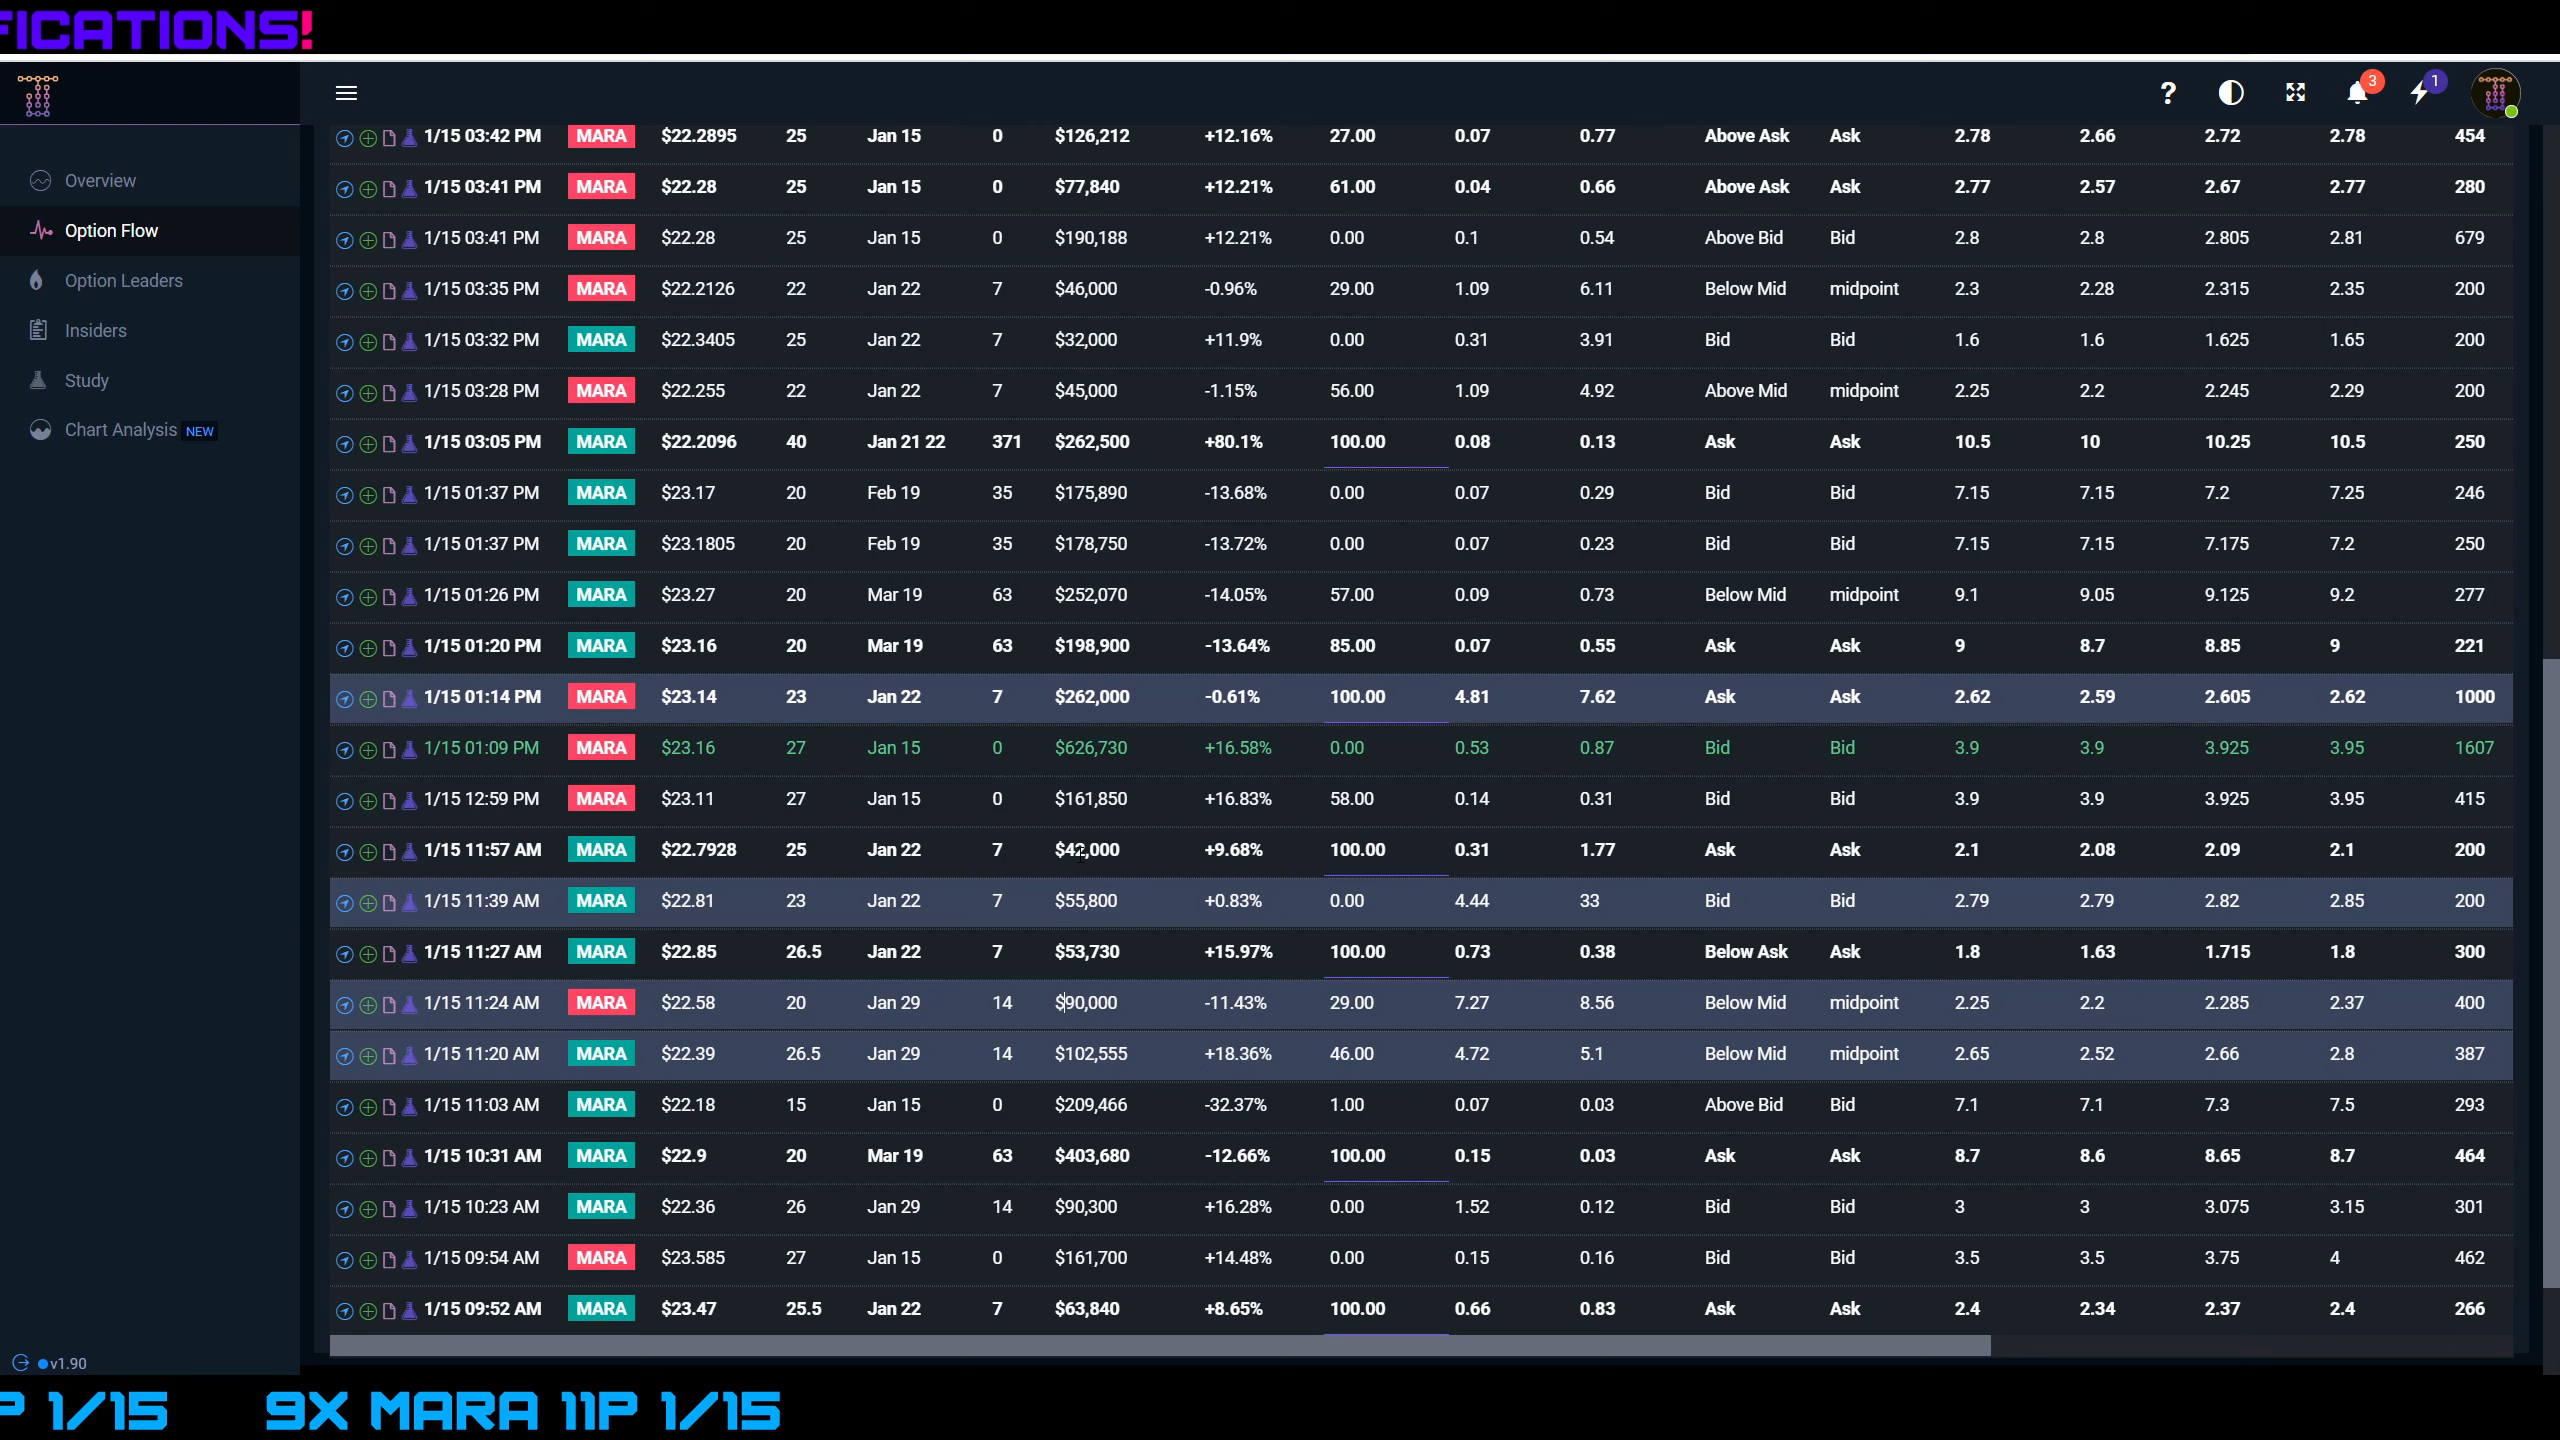 FICATIONS!
? 3 1
Overview
Option Flow
Option Leaders
Insiders
Study
Chart Analysis NEW
1/15 03:42 PM MARA $22.2895 25 Jan 15 0 $126,212 +12.16% 27.00 0.07 0.77 Above Ask Ask 2.78 2.66 2.72 2.78 454
1/15 03:41 PM MARA $22.28 25 Jan 15 0 $77,840 +12.21% 61.00 0.04 0.66 Above Ask Ask 2.77 2.57 2.67 2.77 280
1/15 03:41 PM MARA $22.28 25 Jan 15 0 $190,188 +12.21% 0.00 0.1 0.54 Above Bid Bid 2.8 2.8 2.805 2.81 679
1/15 03:35 PM MARA $22.2126 22 Jan 22 7 $46,000 -0.96% 29.00 1.09 6.11 Below Mid midpoint 2.3 2.28 2.315 2.35 200
1/15 03:32 PM MARA $22.3405 25 Jan 22 7 $32,000 +11.9% 0.00 0.31 3.91 Bid Bid 1.6 1.6 1.625 1.65 200
1/15 03:28 PM MARA $22.255 22 Jan 22 7 $45,000 -1.15% 56.00 1.09 4.92 Above Mid midpoint 2.25 2.2 2.245 2.29 200
1/15 03:05 PM MARA $22.2096 40 Jan 21 22 371 $262,500 +80.1% 100.00 0.08 0.13 Ask Ask 10.5 10 10.25 10.5 250
1/15 01:37 PM MARA $23.17 20 Feb 19 35 $175,890 -13.68% 0.00 0.07 0.29 Bid Bid 7.15 7.15 7.2 7.25 246
1/15 01:37 PM MARA $23.1805 20 Feb 19 35 $178,750 -13.72% 0.00 0.07 0.23 Bid Bid 7.15 7.15 7.175 7.2 250
1/15 01:26 PM MARA $23.27 20 Mar 19 63 $252,070 -14.05% 57.00 0.09 0.73 Below Mid midpoint 9.1 9.05 9.125 9.2 277
1/15 01:20 PM MARA $23.16 20 Mar 19 63 $198,900 -13.64% 85.00 0.07 0.55 Ask Ask 9 8.7 8.85 9 221
1/15 01:14 PM MARA $23.14 23 Jan 22 7 $262,000 -0.61% 100.00 4.81 7.62 Ask Ask 2.62 2.59 2.605 2.62 1000
1/15 01:09 PM MARA $23.16 27 Jan 15 0 $626,730 +16.58% 0.00 0.53 0.87 Bid Bid 3.9 3.9 3.925 3.95 1607
1/15 12:59 PM MARA $23.11 27 Jan 15 0 $161,850 +16.83% 58.00 0.14 0.31 Bid Bid 3.9 3.9 3.925 3.95 415
1/15 11:57 AM MARA $22.7928 25 Jan 22 7 $42,000 +9.68% 100.00 0.31 1.77 Ask Ask 2.1 2.08 2.09 2.1 200
1/15 11:39 AM MARA $22.81 23 Jan 22 7 $55,800 +0.83% 0.00 4.44 33 Bid Bid 2.79 2.79 2.82 2.85 200
1/15 11:27 AM MARA $22.85 26.5 Jan 22 7 $53,730 +15.97% 100.00 0.73 0.38 Below Ask Ask 1.8 1.63 1.715 1.8 300
1/15 11:24 AM MARA $22.58 20 Jan 29 14 $90,000 -11.43% 29.00 7.27 8.56 Below Mid midpoint 2.25 2.2 2.285 2.37 400
1/15 11:20 AM MARA $22.39 26.5 Jan 29 14 $102,555 +18.36% 46.00 4.72 5.1 Below Mid midpoint 2.65 2.52 2.66 2.8 387
1/15 11:03 AM MARA $22.18 15 Jan 15 0 $209,466 -32.37% 1.00 0.07 0.03 Above Bid Bid 7.1 7.1 7.3 7.5 293
1/15 10:31 AM MARA $22.9 20 Mar 19 63 $403,680 -12.66% 100.00 0.15 0.03 Ask Ask 8.7 8.6 8.65 8.7 464
1/15 10:23 AM MARA $22.36 26 Jan 29 14 $90,300 +16.28% 0.00 1.52 0.12 Bid Bid 3 3 3.075 3.15 301
1/15 09:54 AM MARA $23.585 27 Jan 15 0 $161,700 +14.48% 0.00 0.15 0.16 Bid Bid 3.5 3.5 3.75 4 462
1/15 09:52 AM MARA $23.47 25.5 Jan 22 7 $63,840 +8.65% 100.00 0.66 0.83 Ask Ask 2.4 2.34 2.37 2.4 266
v1.90
P 1/15 9X MARA 11P 1/15